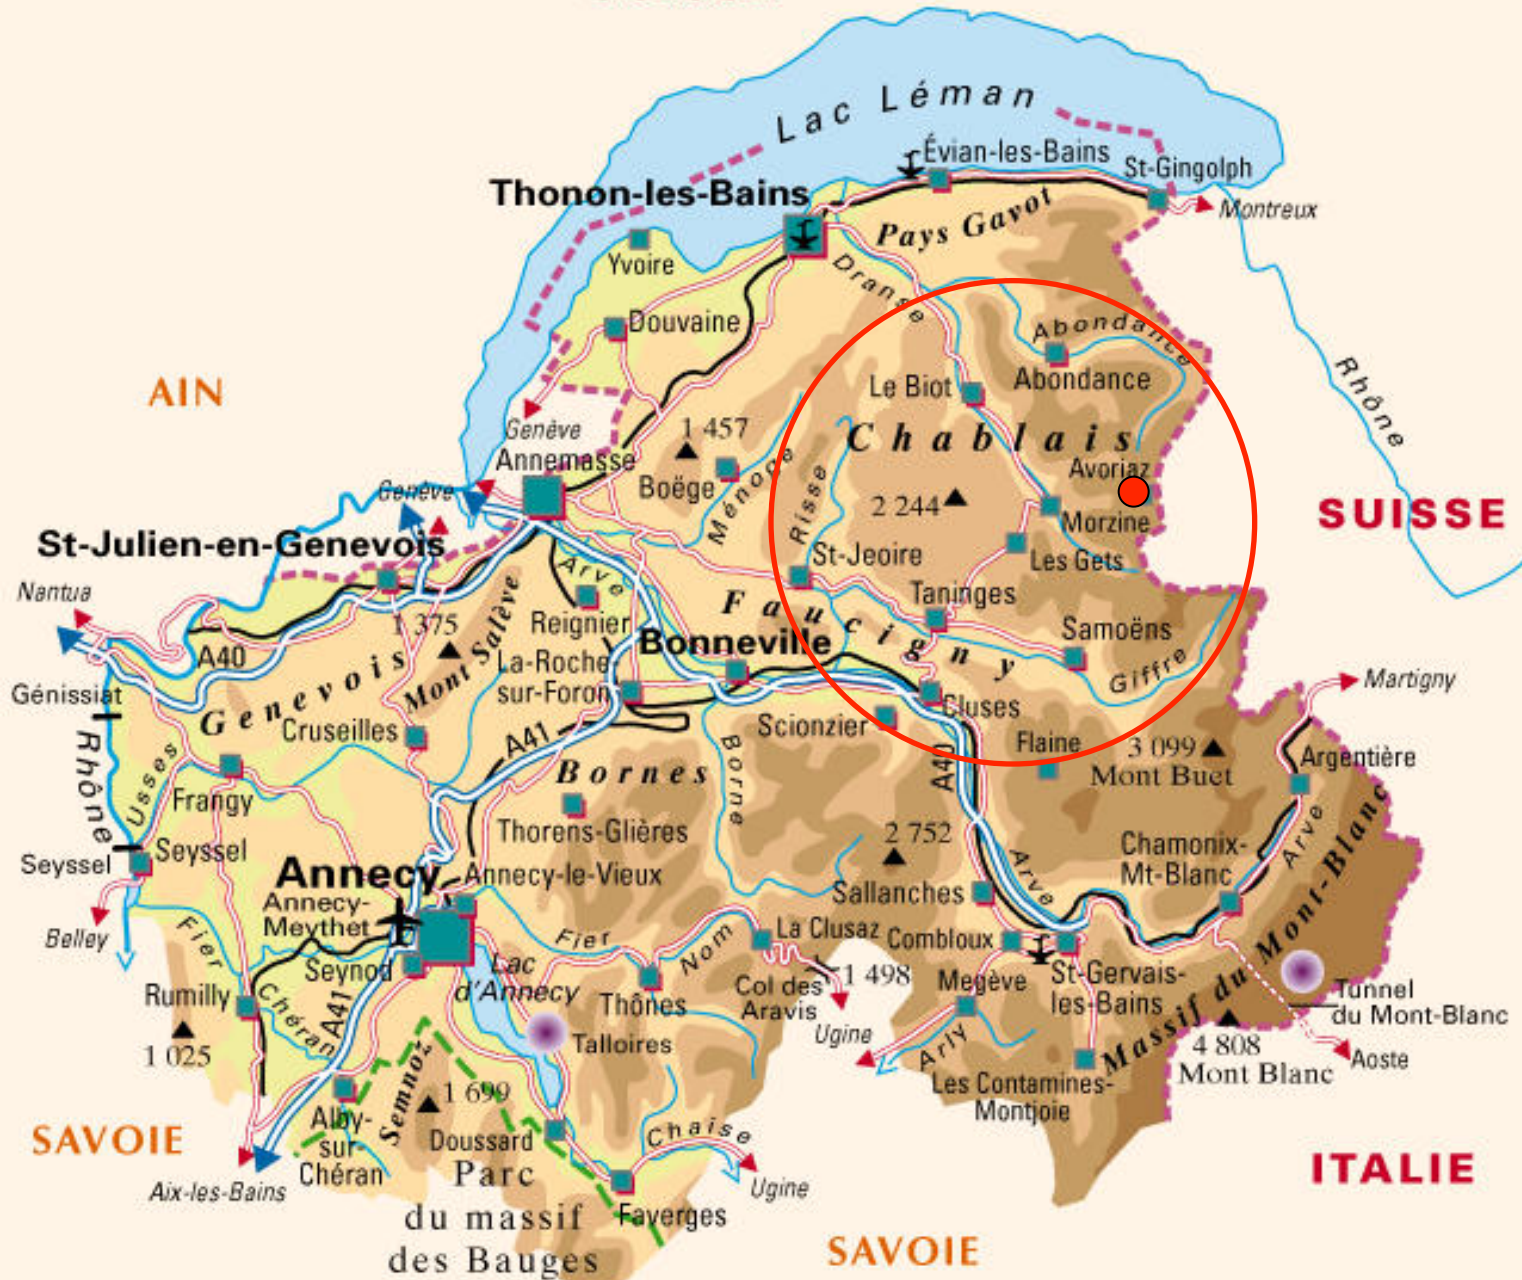 Lac Léman
Évian-les-Bains
St-Gingolph
Thonon-les-Bains
Montreux
Pays Gavot
Yvoire
Dranse
Douvaine
Abondance
Abondance
AIN
Le Biot
Rhône
Genève
1 457
Chablais
Annemasse
Boëge
Ménoge
Risse
Avoriaz
Genève
2 244
SUISSE
Morzine
St-Julien-en-Genevois
St-Jeoire
Les Gets
Arve
Nantua
Taninges
Faucigny
Reignier
1 375
Mont Salève
Samoëns
Bonneville
A40
La-Roche-
sur-Foron
Giffre
Martigny
Génissiat
Genevois
Cluses
Scionzier
Cruseilles
A41
Flaine
3 099
Mont Buet
Argentière
Rhône
Usses
Bornes
Borne
A40
Frangy
Thorens-Glières
2 752
Chamonix-
Mt-Blanc
Arve
Seyssel
Seyssel
Arve
Annecy
Annecy-le-Vieux
Sallanches
Annecy-
Meythet
Belley
Fier
Fier
Nom
La Clusaz
Combloux
Massif du Mont-Blanc
Seynod
Lac
d'Annecy
1 498
Megève
St-Gervais-
les-Bains
Rumilly
Chéran
A41
Thônes
Col des
Aravis
Tunnel
du Mont-Blanc
1 025
Talloires
Ugine
Arly
4 808
Mont Blanc
Aoste
Semnoz
1 699
Les Contamines-
Montjoie
SAVOIE
Alby-
sur-
Chéran
Doussard
Chaise
Aix-les-Bains
Parc
du massif
des Bauges
Ugine
ITALIE
Faverges
SAVOIE